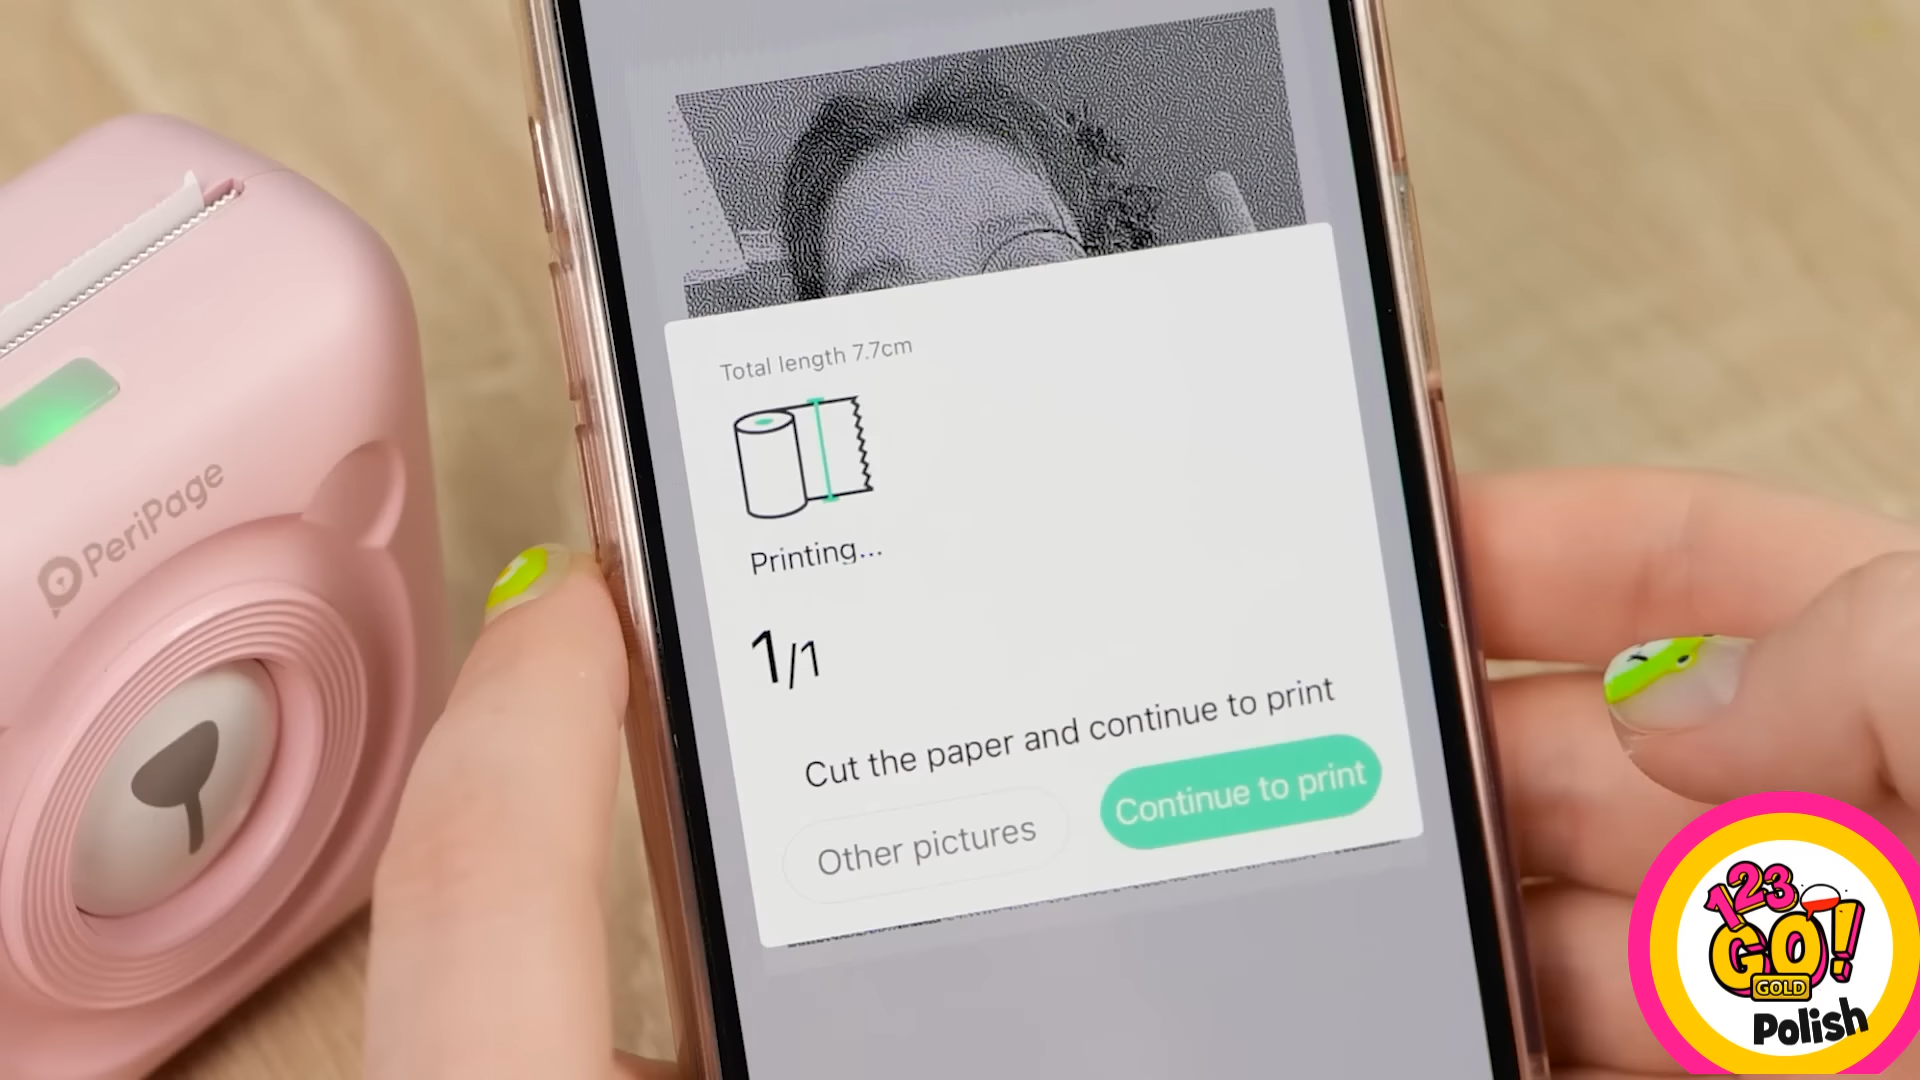 PeriPage
Total length 7.7cm
Printing...
1/1
Cut the paper and continue to print
Other pictures
Continue to print
123
GO!
GOLD
Polish